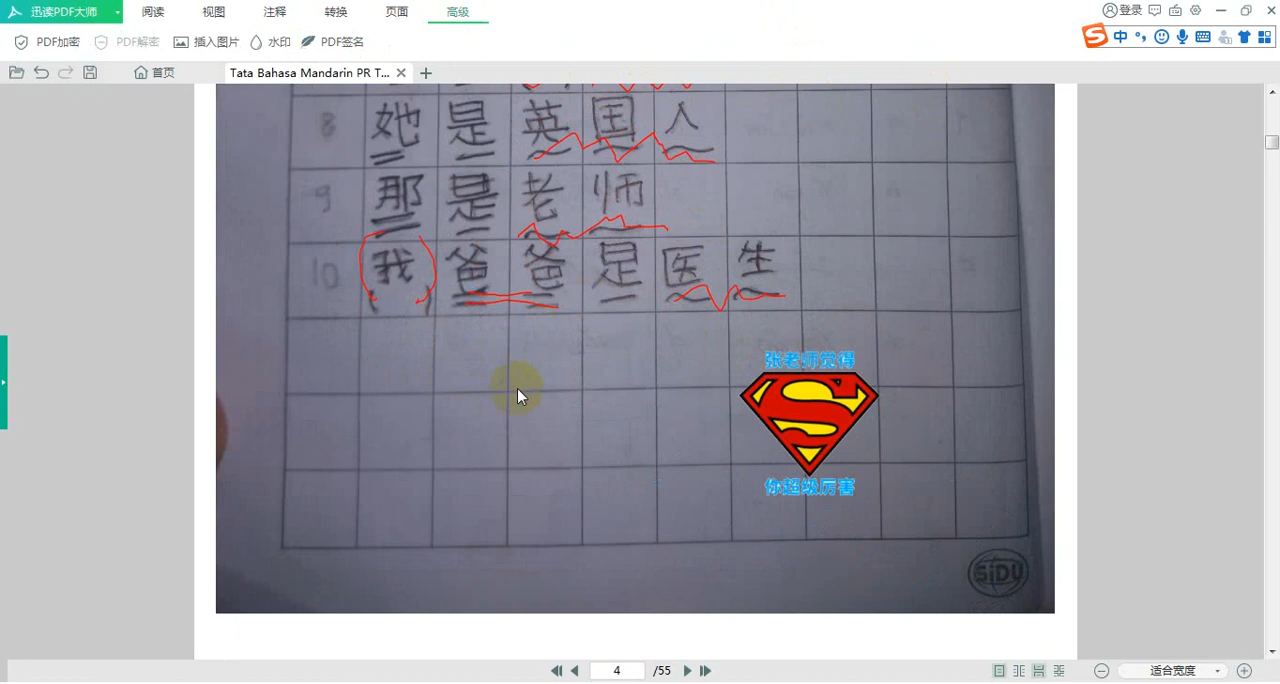 迅读PDF大师
阅读
视图
注释
转换
页面
高级
登录
PDF加密
PDF解密
插入图片
水印
PDF签名
中
首页
Tata Bahasa Mandarin PR T...
8 她是英国人
9 那是老师
10 (我)爸爸是医生
张老师觉得
S
你超级厉害
SiDU
4 /55
适合宽度